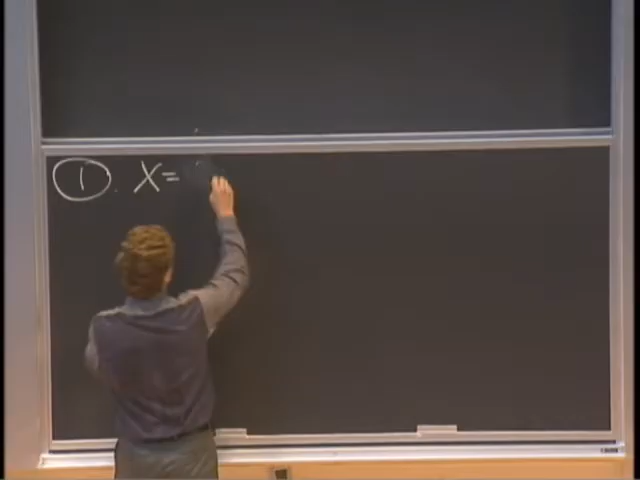 ① . X =